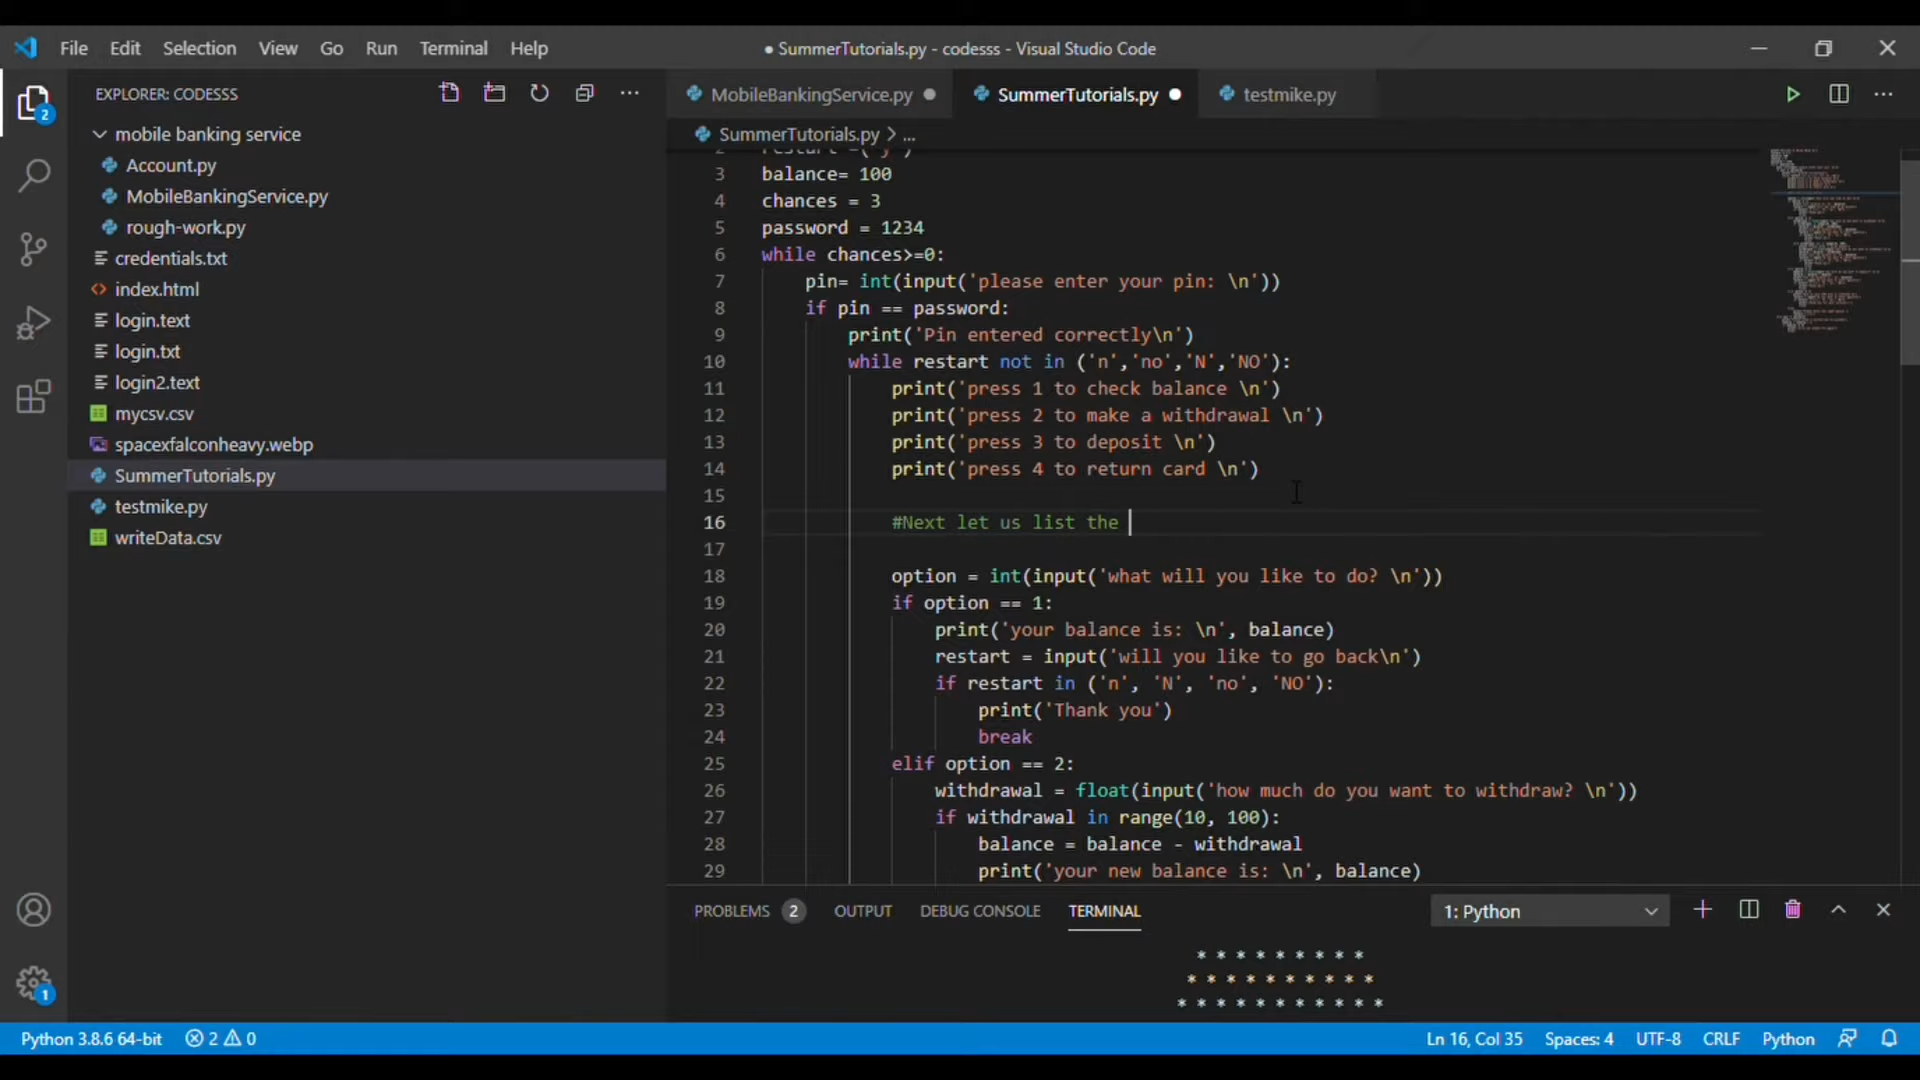 File Edit Selection View Go Run Terminal Help
● SummerTutorials.py - codesss - Visual Studio Code
EXPLORER: CODESSS
MobileBankingService.py
SummerTutorials.py
testmike.py
mobile banking service
Account.py
MobileBankingService.py
rough-work.py
credentials.txt
index.html
login.text
login.txt
login2.text
mycsv.csv
spacexfalconheavy.webp
SummerTutorials.py
testmike.py
writeData.csv
2
1
SummerTutorials.py > ...
3 balance= 100
4 chances = 3
5 password = 1234
6 while chances>=0:
7 pin= int(input('please enter your pin: \n'))
8 if pin == password:
9 print('Pin entered correctly\n')
10 while restart not in ('n','no','N','NO'):
11 print('press 1 to check balance \n')
12 print('press 2 to make a withdrawal \n')
13 print('press 3 to deposit \n')
14 print('press 4 to return card \n')
15
16 #Next let us list the
17
18 option = int(input('what will you like to do? \n'))
19 if option == 1:
20 print('your balance is: \n', balance)
21 restart = input('will you like to go back\n')
22 if restart in ('n', 'N', 'no', 'NO'):
23 print('Thank you')
24 break
25 elif option == 2:
26 withdrawal = float(input('how much do you want to withdraw? \n'))
27 if withdrawal in range(10, 100):
28 balance = balance - withdrawal
29 print('your new balance is: \n', balance)
PROBLEMS 2 OUTPUT DEBUG CONSOLE TERMINAL 1: Python
* * * * * * * * *
* * * * * * * * * *
* * * * * * * * * * *
Python 3.8.6 64-bit 2 0 Ln 16, Col 35 Spaces: 4 UTF-8 CRLF Python